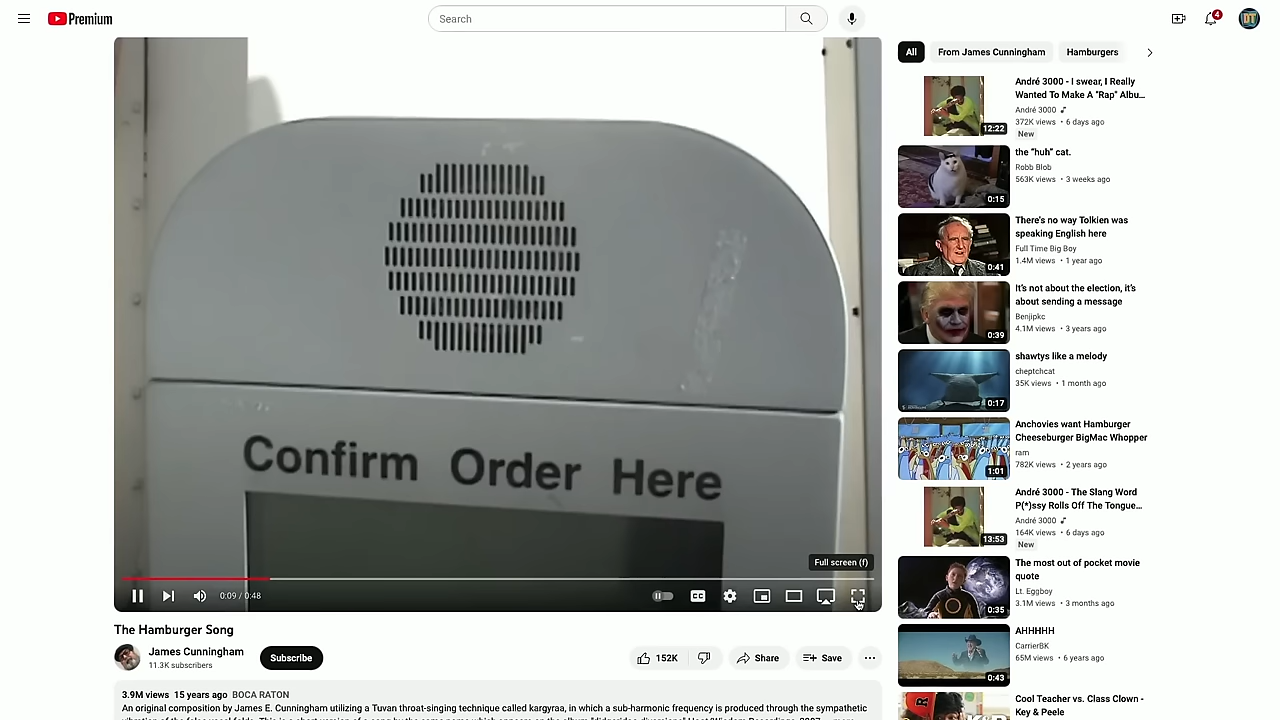 Premium
Search
4
DT
Confirm Order Here
Full screen (f)
0:09 / 0:48
CC
The Hamburger Song
James Cunningham
11.3K subscribers
Subscribe
152K
Share
Save
3.9M views 15 years ago BOCA RATON
An original composition by James E. Cunningham utilizing a Tuvan throat-singing technique called kargyraa, in which a sub-harmonic frequency is produced through the sympathetic
All
From James Cunningham
Hamburgers
André 3000 - I swear, I Really
Wanted To Make A "Rap" Albu...
André 3000
372K views • 6 days ago
New
12:22
the "huh" cat.
Robb Blob
563K views • 3 weeks ago
0:15
There's no way Tolkien was
speaking English here
Full Time Big Boy
1.4M views • 1 year ago
0:41
It's not about the election, it's
about sending a message
Benjipkc
4.1M views • 3 years ago
0:39
shawtys like a melody
cheptchcat
35K views • 1 month ago
0:17
Anchovies want Hamburger
Cheeseburger BigMac Whopper
ram
782K views • 2 years ago
1:01
André 3000 - The Slang Word
P(*)ssy Rolls Off The Tongue...
André 3000
164K views • 6 days ago
New
13:53
The most out of pocket movie
quote
Lt. Eggboy
3.1M views • 3 months ago
0:35
AHHHHH
CarrierBK
65M views • 6 years ago
0:43
Cool Teacher vs. Class Clown -
Key & Peele